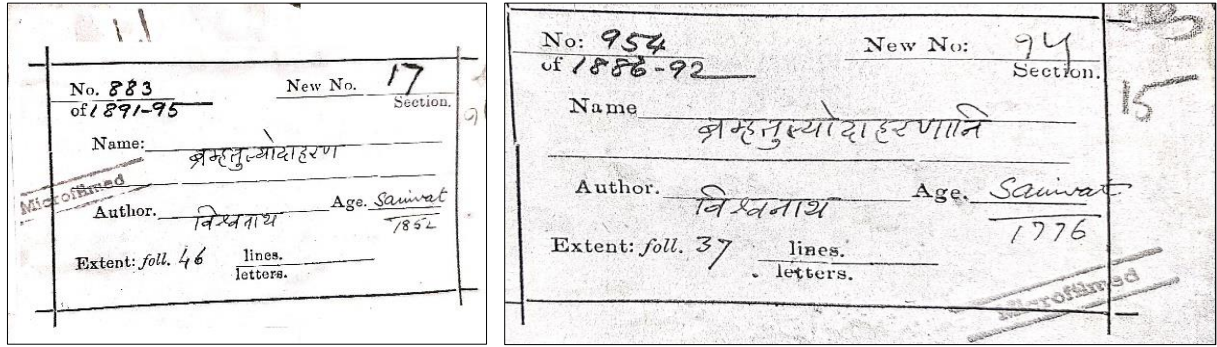 No. 883 New No. 17
of 1891-95 Section.
Name: ब्रम्हतुल्योदाहरण
Microfilmed
Author. विश्वनाथ Age. Samvat
1852
Extent: foll. 46 lines.
letters.
No: 954 New No:
of 1886-92 Section.
15
Name ब्रम्हतुल्योदाहरणानि
Author. विश्वनाथ Age. Samvat
1776
Extent: foll. 37 lines.
letters.
Microfilmed